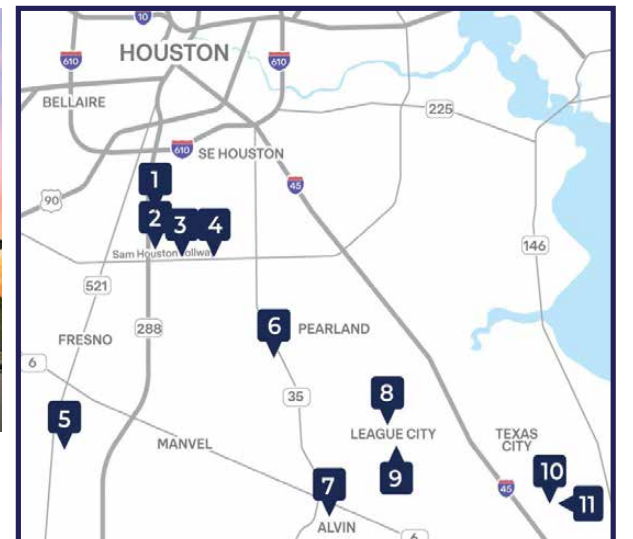 10
HOUSTON
610
610
BELLAIRE
225
610
SE HOUSTON
1
45
90
2
3
4
146
Sam Houston Tollway
521
288
6
PEARLAND
FRESNO
6
35
8
5
LEAGUE CITY
TEXAS
CITY
MANVEL
9
10
7
45
11
ALVIN
6